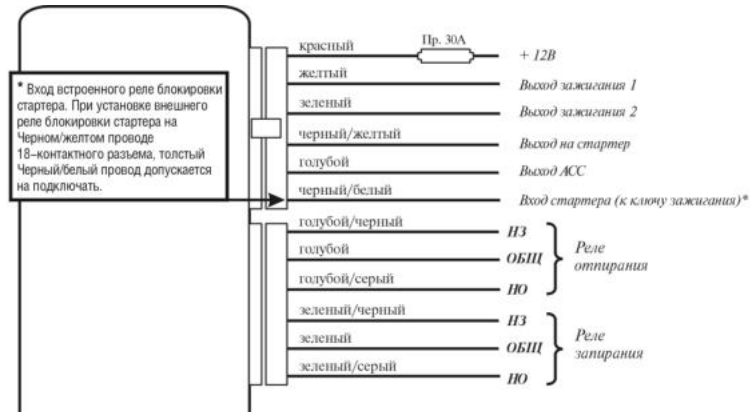 красный Пр. 30А + 12В
желтый Выход зажигания 1
зеленый Выход зажигания 2
черный/желтый Выход на стартер
голубой Выход АСС
черный/белый Вход стартера (к ключу зажигания)*
* Вход встроенного реле блокировки
стартера. При установке внешнего
реле блокировки стартера на
Черном/желтом проводе
18–контактного разъема, толстый
Черный/белый провод допускается
на подключать.
голубой/черный НЗ
голубой ОБЩ
голубой/серый НО
Реле
отпирания
зеленый/черный НЗ
зеленый ОБЩ
зеленый/серый НО
Реле
запирания